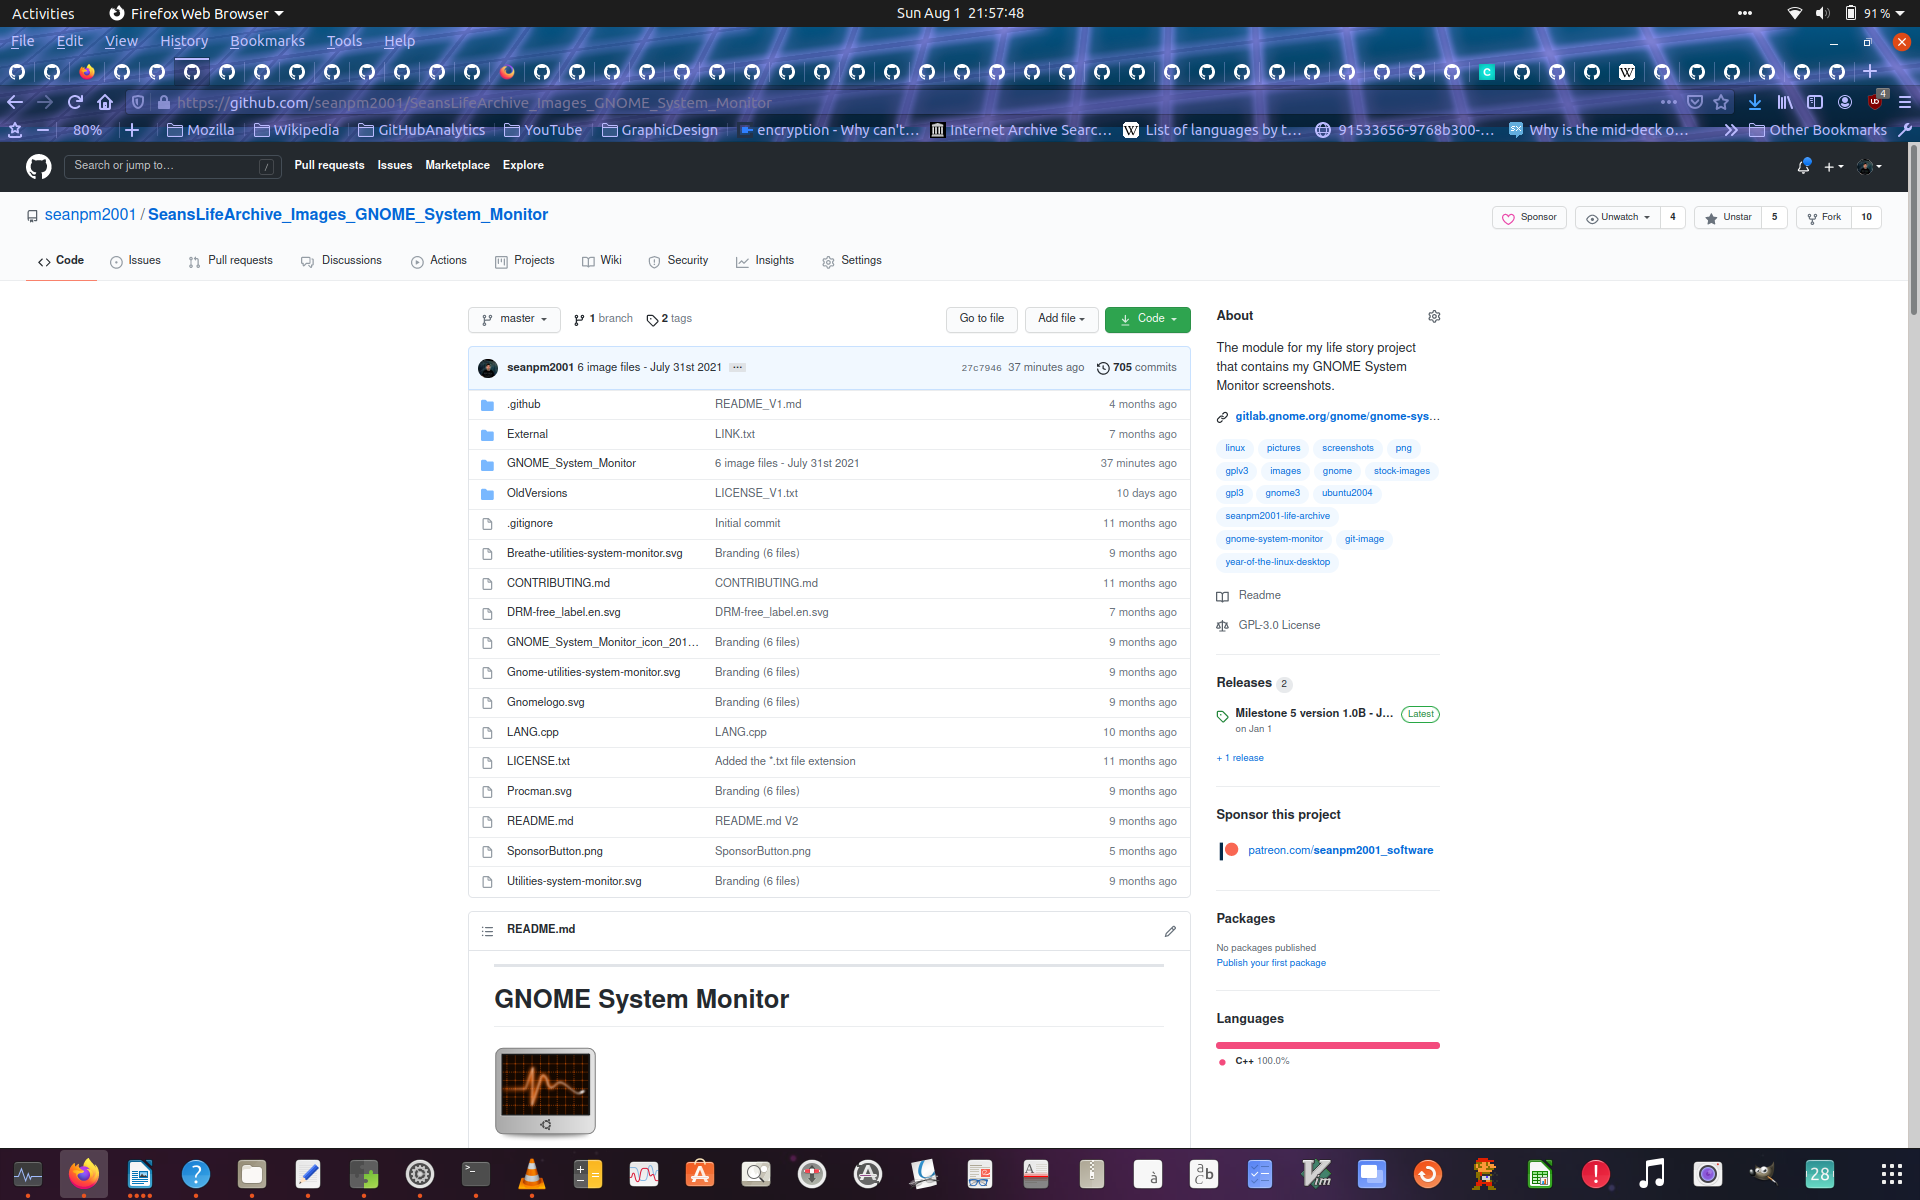 Activities Firefox Web Browser Sun Aug 1 21:57:48 91 %
File Edit View History Bookmarks Tools Help
https://github.com/seanpm2001/SeansLifeArchive_Images_GNOME_System_Monitor 4
80% Mozilla Wikipedia GitHubAnalytics YouTube GraphicDesign encryption - Why can't… Internet Archive Searc… List of languages by t… 91533656-9768b300-… Why is the mid-deck o… Other Bookmarks
Search or jump to… / Pull requests Issues Marketplace Explore
seanpm2001 / SeansLifeArchive_Images_GNOME_System_Monitor Sponsor Unwatch 4 Unstar 5 Fork 10
Code Issues Pull requests Discussions Actions Projects Wiki Security Insights Settings
master 1 branch 2 tags Go to file Add file Code
seanpm2001 6 image files - July 31st 2021 ... 27c7946 37 minutes ago 705 commits
.github README_V1.md 4 months ago
External LINK.txt 7 months ago
GNOME_System_Monitor 6 image files - July 31st 2021 37 minutes ago
OldVersions LICENSE_V1.txt 10 days ago
.gitignore Initial commit 11 months ago
Breathe-utilities-system-monitor.svg Branding (6 files) 9 months ago
CONTRIBUTING.md CONTRIBUTING.md 11 months ago
DRM-free_label.en.svg DRM-free_label.en.svg 7 months ago
GNOME_System_Monitor_icon_201… Branding (6 files) 9 months ago
Gnome-utilities-system-monitor.svg Branding (6 files) 9 months ago
Gnomelogo.svg Branding (6 files) 9 months ago
LANG.cpp LANG.cpp 10 months ago
LICENSE.txt Added the *.txt file extension 11 months ago
Procman.svg Branding (6 files) 9 months ago
README.md README.md V2 9 months ago
SponsorButton.png SponsorButton.png 5 months ago
Utilities-system-monitor.svg Branding (6 files) 9 months ago
README.md
GNOME System Monitor
About
The module for my life story project
that contains my GNOME System
Monitor screenshots.
gitlab.gnome.org/gnome/gnome-sys…
linux pictures screenshots png
gplv3 images gnome stock-images
gpl3 gnome3 ubuntu2004
seanpm2001-life-archive
gnome-system-monitor git-image
year-of-the-linux-desktop
Readme
GPL-3.0 License
Releases 2
Milestone 5 version 1.0B - J… Latest
on Jan 1
+ 1 release
Sponsor this project
patreon.com/seanpm2001_software
Packages
No packages published
Publish your first package
Languages
C++ 100.0%
28